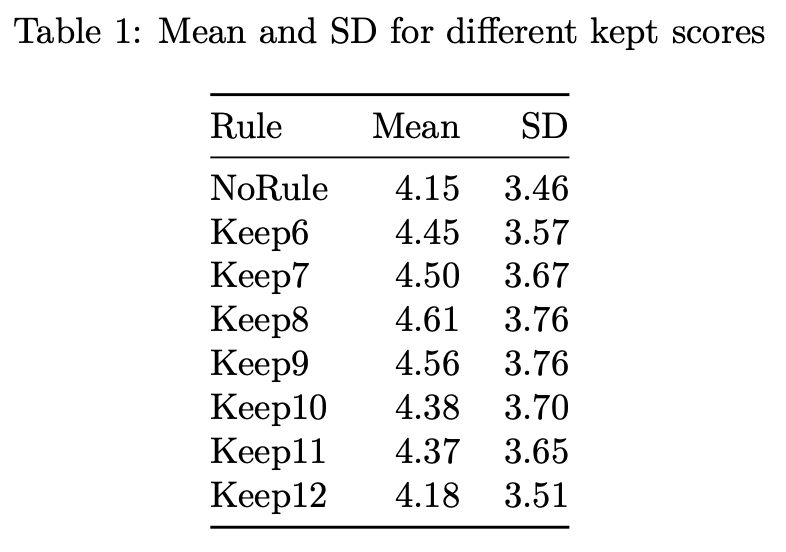 Table 1: Mean and SD for different kept scores
Rule Mean SD
NoRule 4.15 3.46
Keep6 4.45 3.57
Keep7 4.50 3.67
Keep8 4.61 3.76
Keep9 4.56 3.76
Keep10 4.38 3.70
Keep11 4.37 3.65
Keep12 4.18 3.51